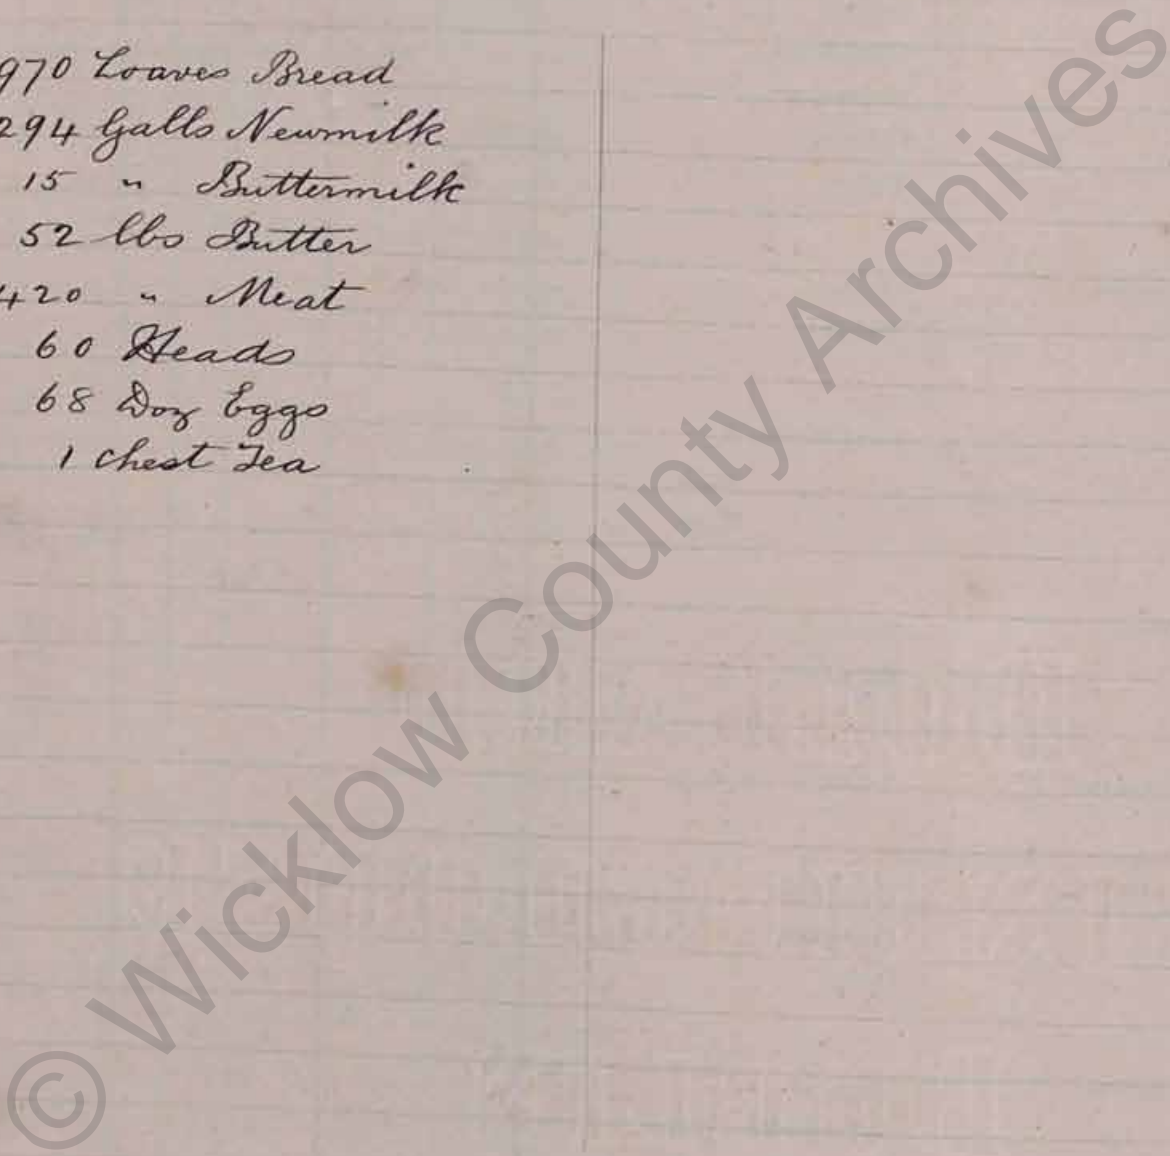 970 Loaves Bread
294 Galls Newmilk
15 " Buttermilk
52 lbs Butter
420 " Meat
60 Heads
68 Doz Eggs
1 Chest Tea
© Wicklow County Archives